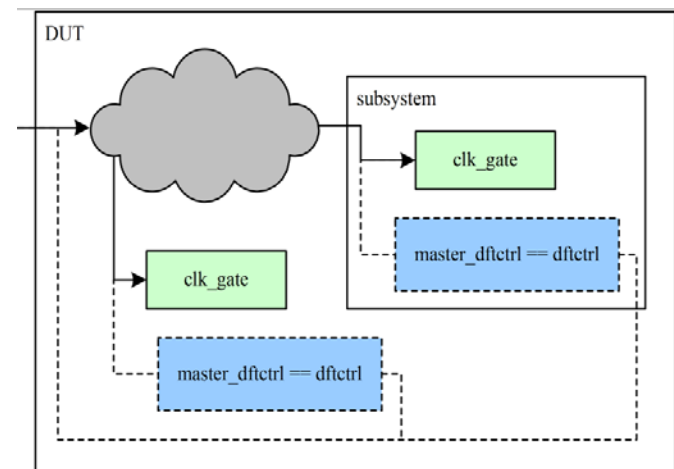 DUT
subsystem
clk_gate
master_dftctrl == dftctrl
clk_gate
master_dftctrl == dftctrl